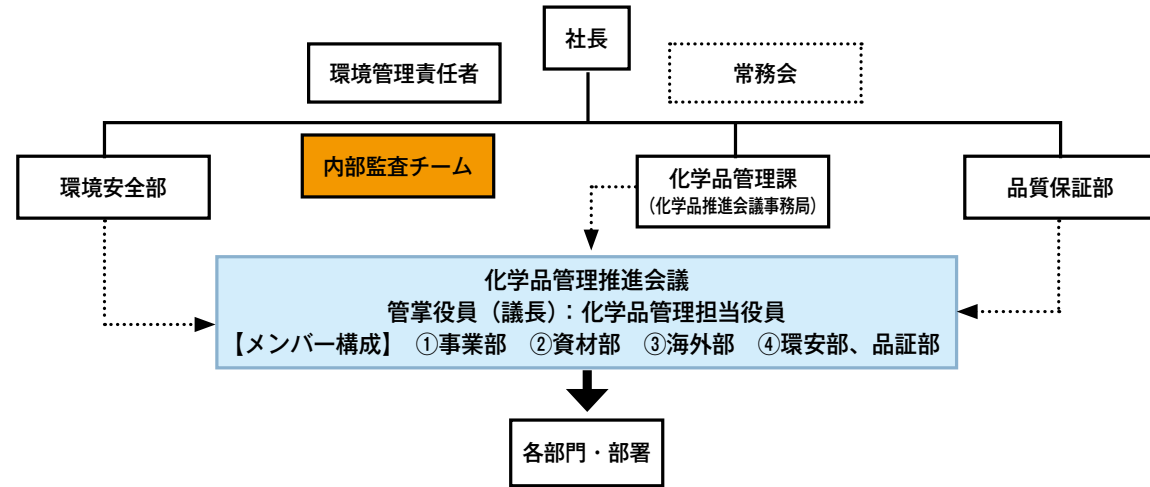 社長
環境管理責任者
常務会
環境安全部
内部監査チーム
化学品管理課
（化学品推進会議事務局）
品質保証部
化学品管理推進会議
管掌役員（議長）：化学品管理担当役員
【メンバー構成】 ①事業部 ②資材部 ③海外部 ④環安部、品証部
各部門・部署